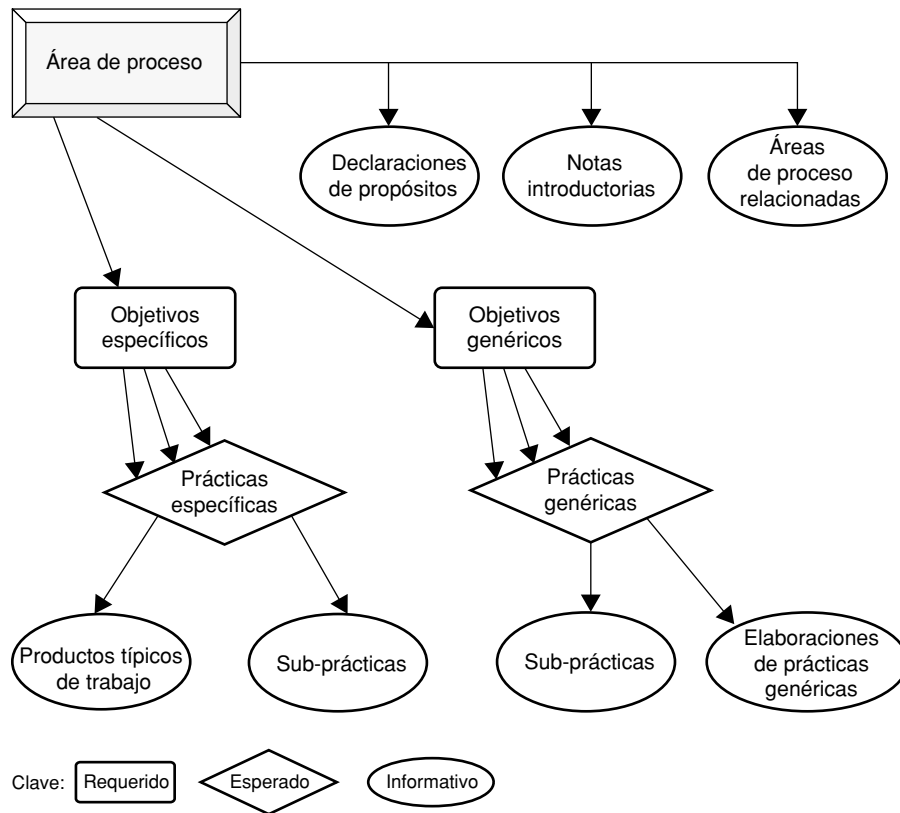 Área de proceso
Declaraciones
de propósitos
Notas
introductorias
Áreas
de proceso
relacionadas
Objetivos
específicos
Objetivos
genéricos
Prácticas
específicas
Prácticas
genéricas
Productos típicos
de trabajo
Sub-prácticas
Sub-prácticas
Elaboraciones
de prácticas
genéricas
Clave:
Requerido
Esperado
Informativo